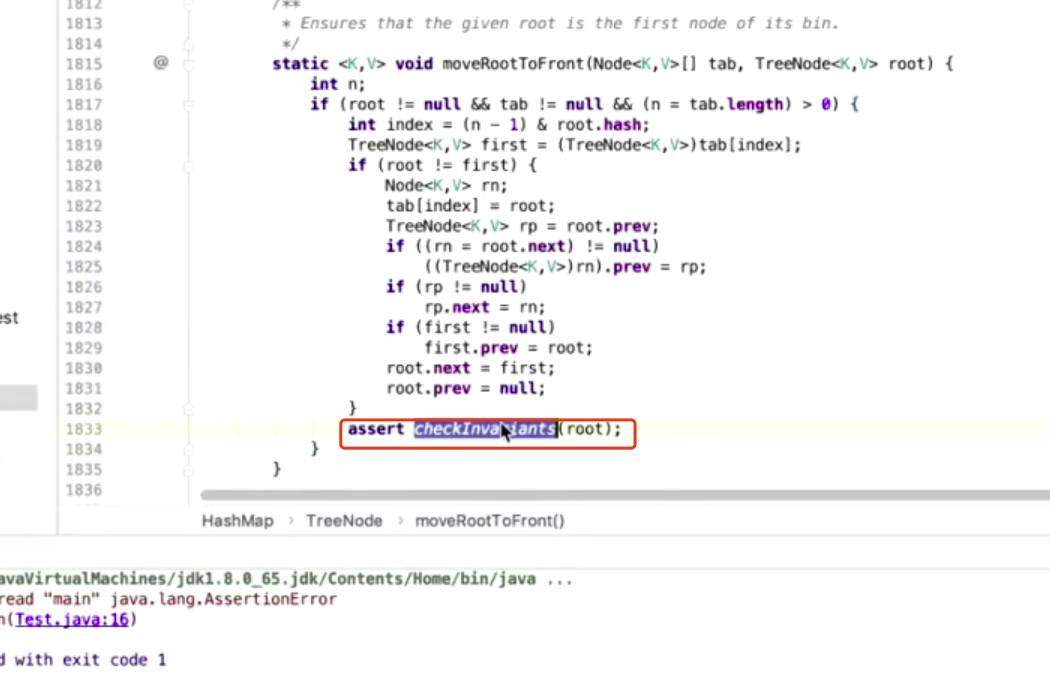 1812 /**
1813 * Ensures that the given root is the first node of its bin.
1814 */
1815 @ static <K,V> void moveRootToFront(Node<K,V>[] tab, TreeNode<K,V> root) {
1816 int n;
1817 if (root != null && tab != null && (n = tab.length) > 0) {
1818 int index = (n - 1) & root.hash;
1819 TreeNode<K,V> first = (TreeNode<K,V>)tab[index];
1820 if (root != first) {
1821 Node<K,V> rn;
1822 tab[index] = root;
1823 TreeNode<K,V> rp = root.prev;
1824 if ((rn = root.next) != null)
1825 ((TreeNode<K,V>)rn).prev = rp;
1826 if (rp != null)
1827 rp.next = rn;
est
1828 if (first != null)
1829 first.prev = root;
1830 root.next = first;
1831 root.prev = null;
1832 }
1833 assert checkInvariants(root);
1834 }
1835 }
1836
HashMap › TreeNode › moveRootToFront()
avaVirtualMachines/jdk1.8.0_65.jdk/Contents/Home/bin/java ...
read "main" java.lang.AssertionError
n(Test.java:16)
d with exit code 1